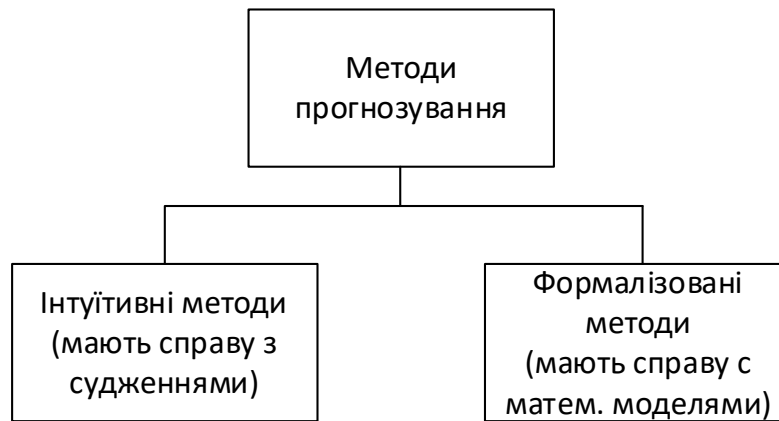 Методи
прогнозування
Інтуїтивні методи
(мають справу з
судженнями)
Формалізовані
методи
(мають справу с
матем. моделями)